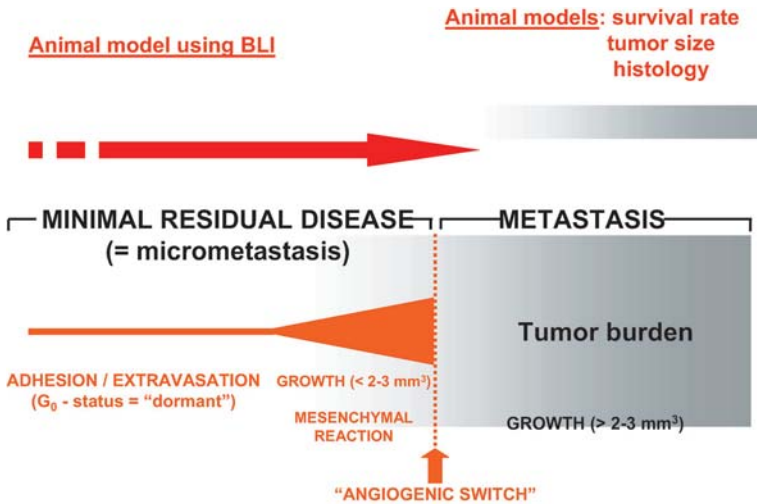 Animal model using BLI
Animal models: survival rate
tumor size
histology
MINIMAL RESIDUAL DISEASE
(= micrometastasis)
METASTASIS
Tumor burden
ADHESION / EXTRAVASATION
(G₀ - status = “dormant”)
GROWTH (< 2-3 mm³)
MESENCHYMAL
REACTION
GROWTH (> 2-3 mm³)
“ANGIOGENIC SWITCH”